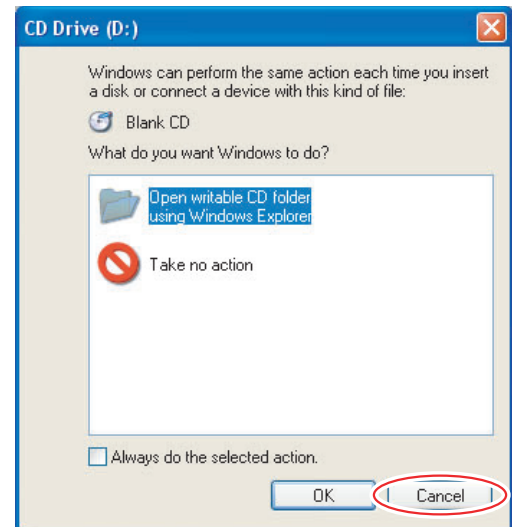 CD Drive (D:)
Windows can perform the same action each time you insert
a disk or connect a device with this kind of file:
Blank CD
What do you want Windows to do?
Open writable CD folder
using Windows Explorer
Take no action
Always do the selected action.
OK
Cancel